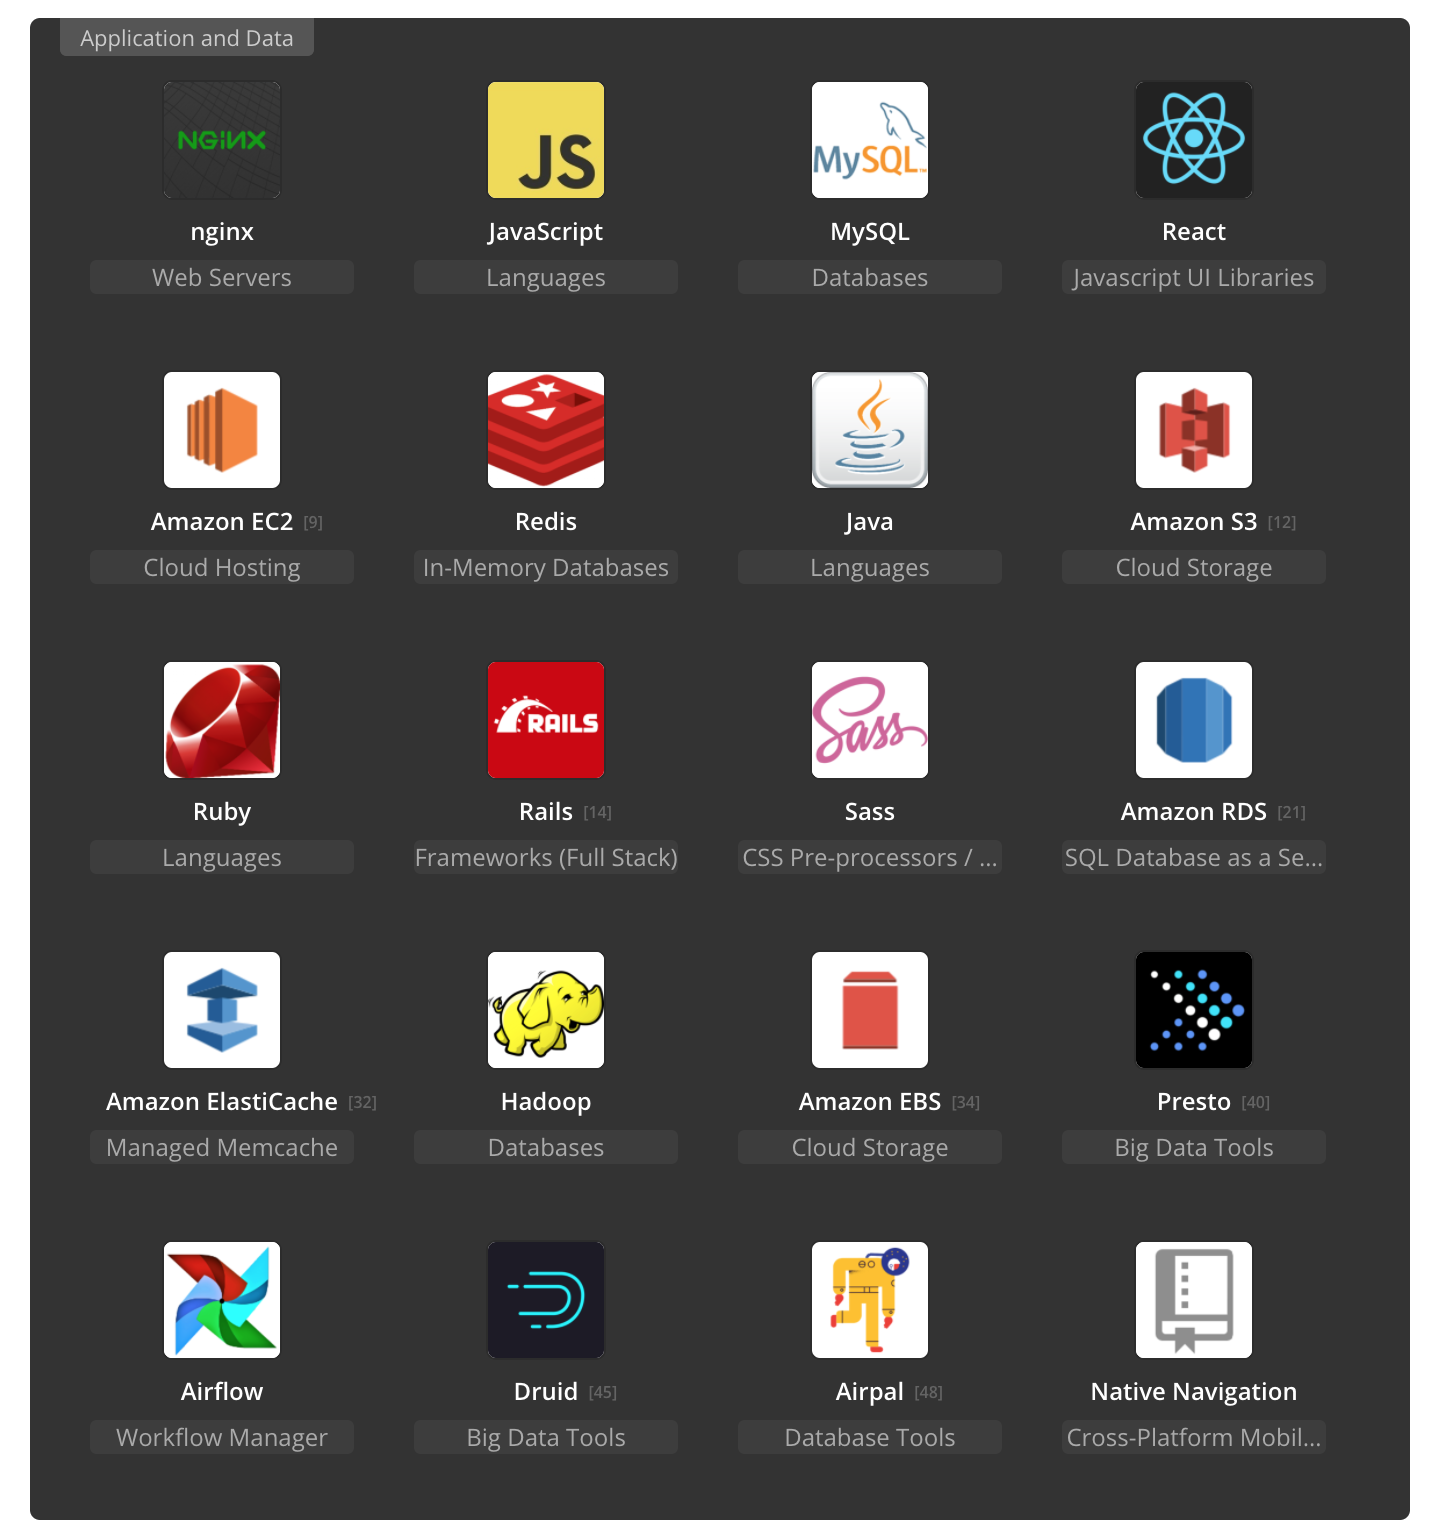 Application and Data
NGINX
JS
MySQL™
nginx
JavaScript
MySQL
React
Web Servers
Languages
Databases
Javascript UI Libraries
Amazon EC2 [9]
Redis
Java
Amazon S3 [12]
Cloud Hosting
In-Memory Databases
Languages
Cloud Storage
RAILS
Sass
Ruby
Rails [14]
Sass
Amazon RDS [21]
Languages
Frameworks (Full Stack)
CSS Pre-processors / ...
SQL Database as a Se...
Amazon ElastiCache [32]
Hadoop
Amazon EBS [34]
Presto [40]
Managed Memcache
Databases
Cloud Storage
Big Data Tools
Airflow
Druid [45]
Airpal [48]
Native Navigation
Workflow Manager
Big Data Tools
Database Tools
Cross-Platform Mobil...